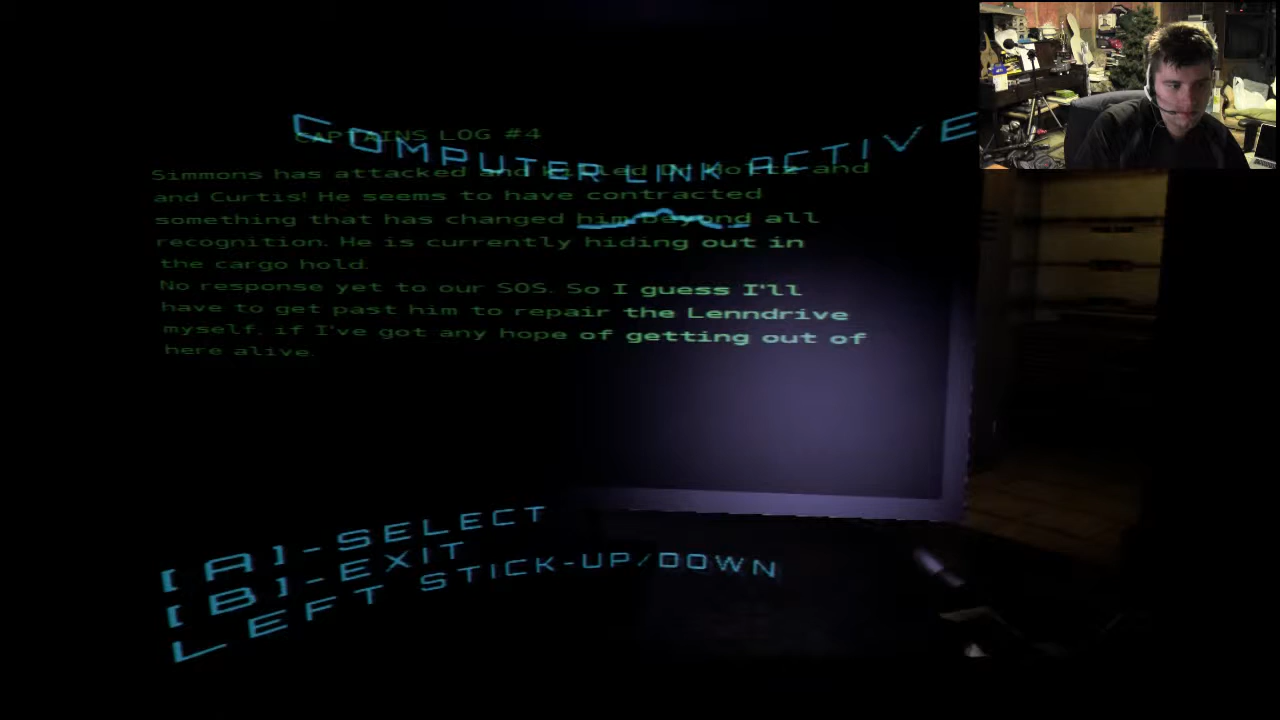 CAPTAINS LOG #4
COMPUTER LINK ACTIVE
Simmons has attacked and killed Dr and
and Curtis! He seems to have contracted
something that has changed him beyond all
recognition. He is currently hiding out in
the cargo hold.
No response yet to our SOS. So I guess I'll
have to get past him to repair the Lenndrive
myself, if I've got any hope of getting out of
here alive.
[A]-SELECT
[B]-EXIT
LEFT STICK-UP/DOWN